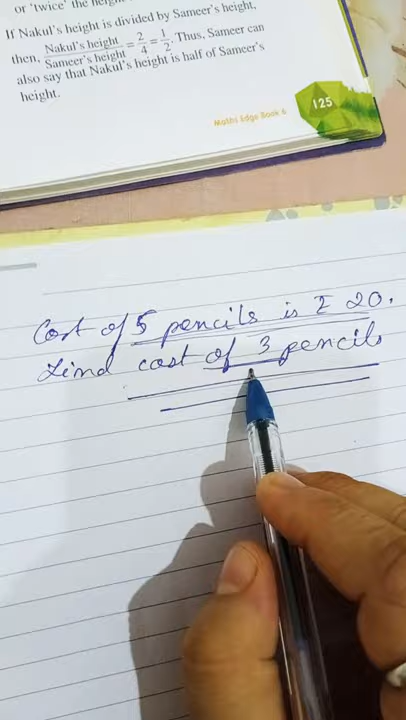 or 'twice' the
If Nakul's height is divided by Sameer's height,
then, Nakul's height / Sameer's height = 2/4 = 1/2. Thus, Sameer can
also say that Nakul's height is half of Sameer's
height.
Maths Edge Book 6
125
Cost of 5 pencils is ₹ 20.
Find cost of 3 pencils